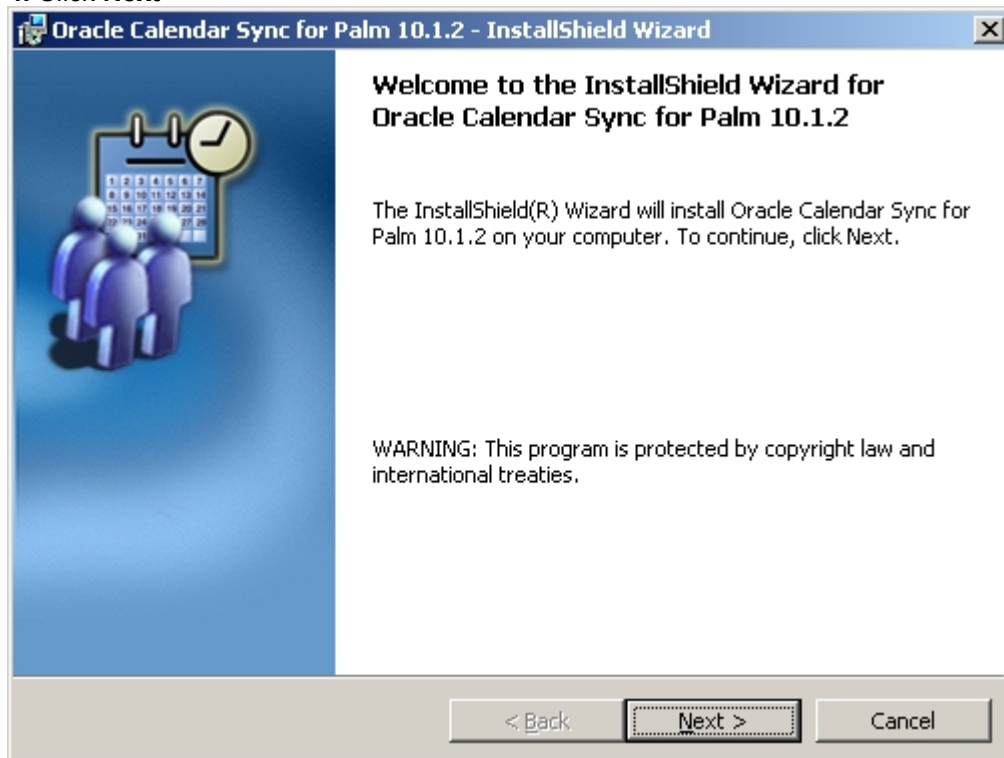 Oracle Calendar Sync for Palm 10.1.2 - InstallShield Wizard
Welcome to the InstallShield Wizard for
Oracle Calendar Sync for Palm 10.1.2
The InstallShield(R) Wizard will install Oracle Calendar Sync for
Palm 10.1.2 on your computer. To continue, click Next.
WARNING: This program is protected by copyright law and
international treaties.
< Back Next > Cancel